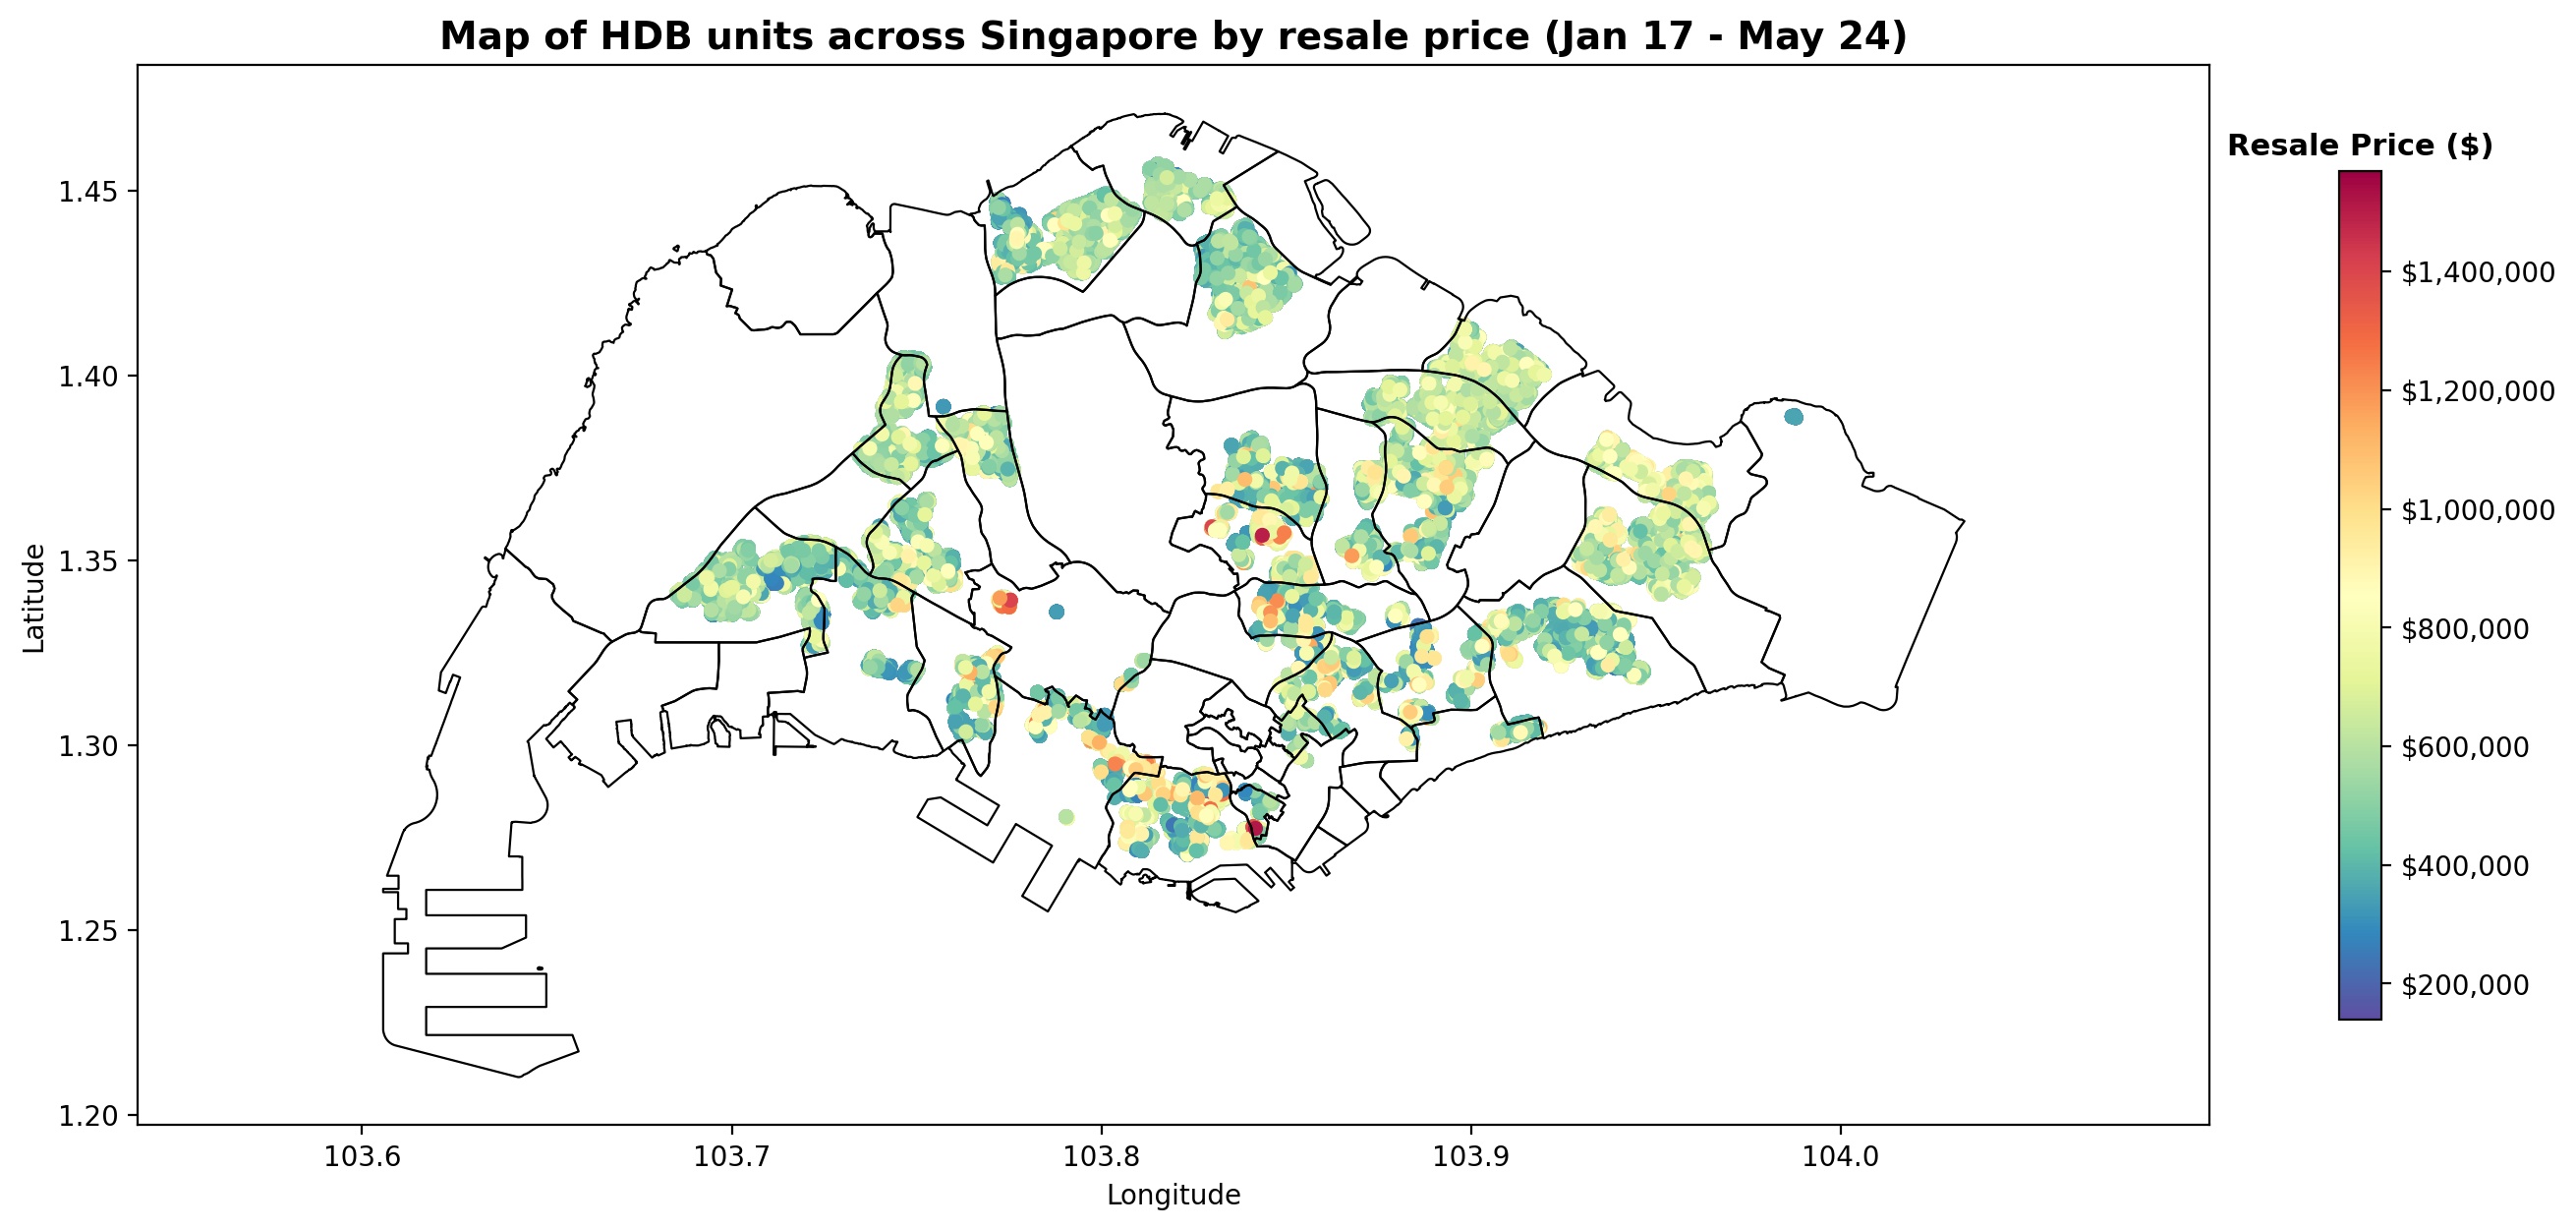 Map of HDB units across Singapore by resale price (Jan 17 - May 24)
Resale Price ($)
$1,400,000
$1,200,000
$1,000,000
$800,000
$600,000
$400,000
$200,000
Latitude
1.45
1.40
1.35
1.30
1.25
1.20
103.6 103.7 103.8 103.9 104.0
Longitude